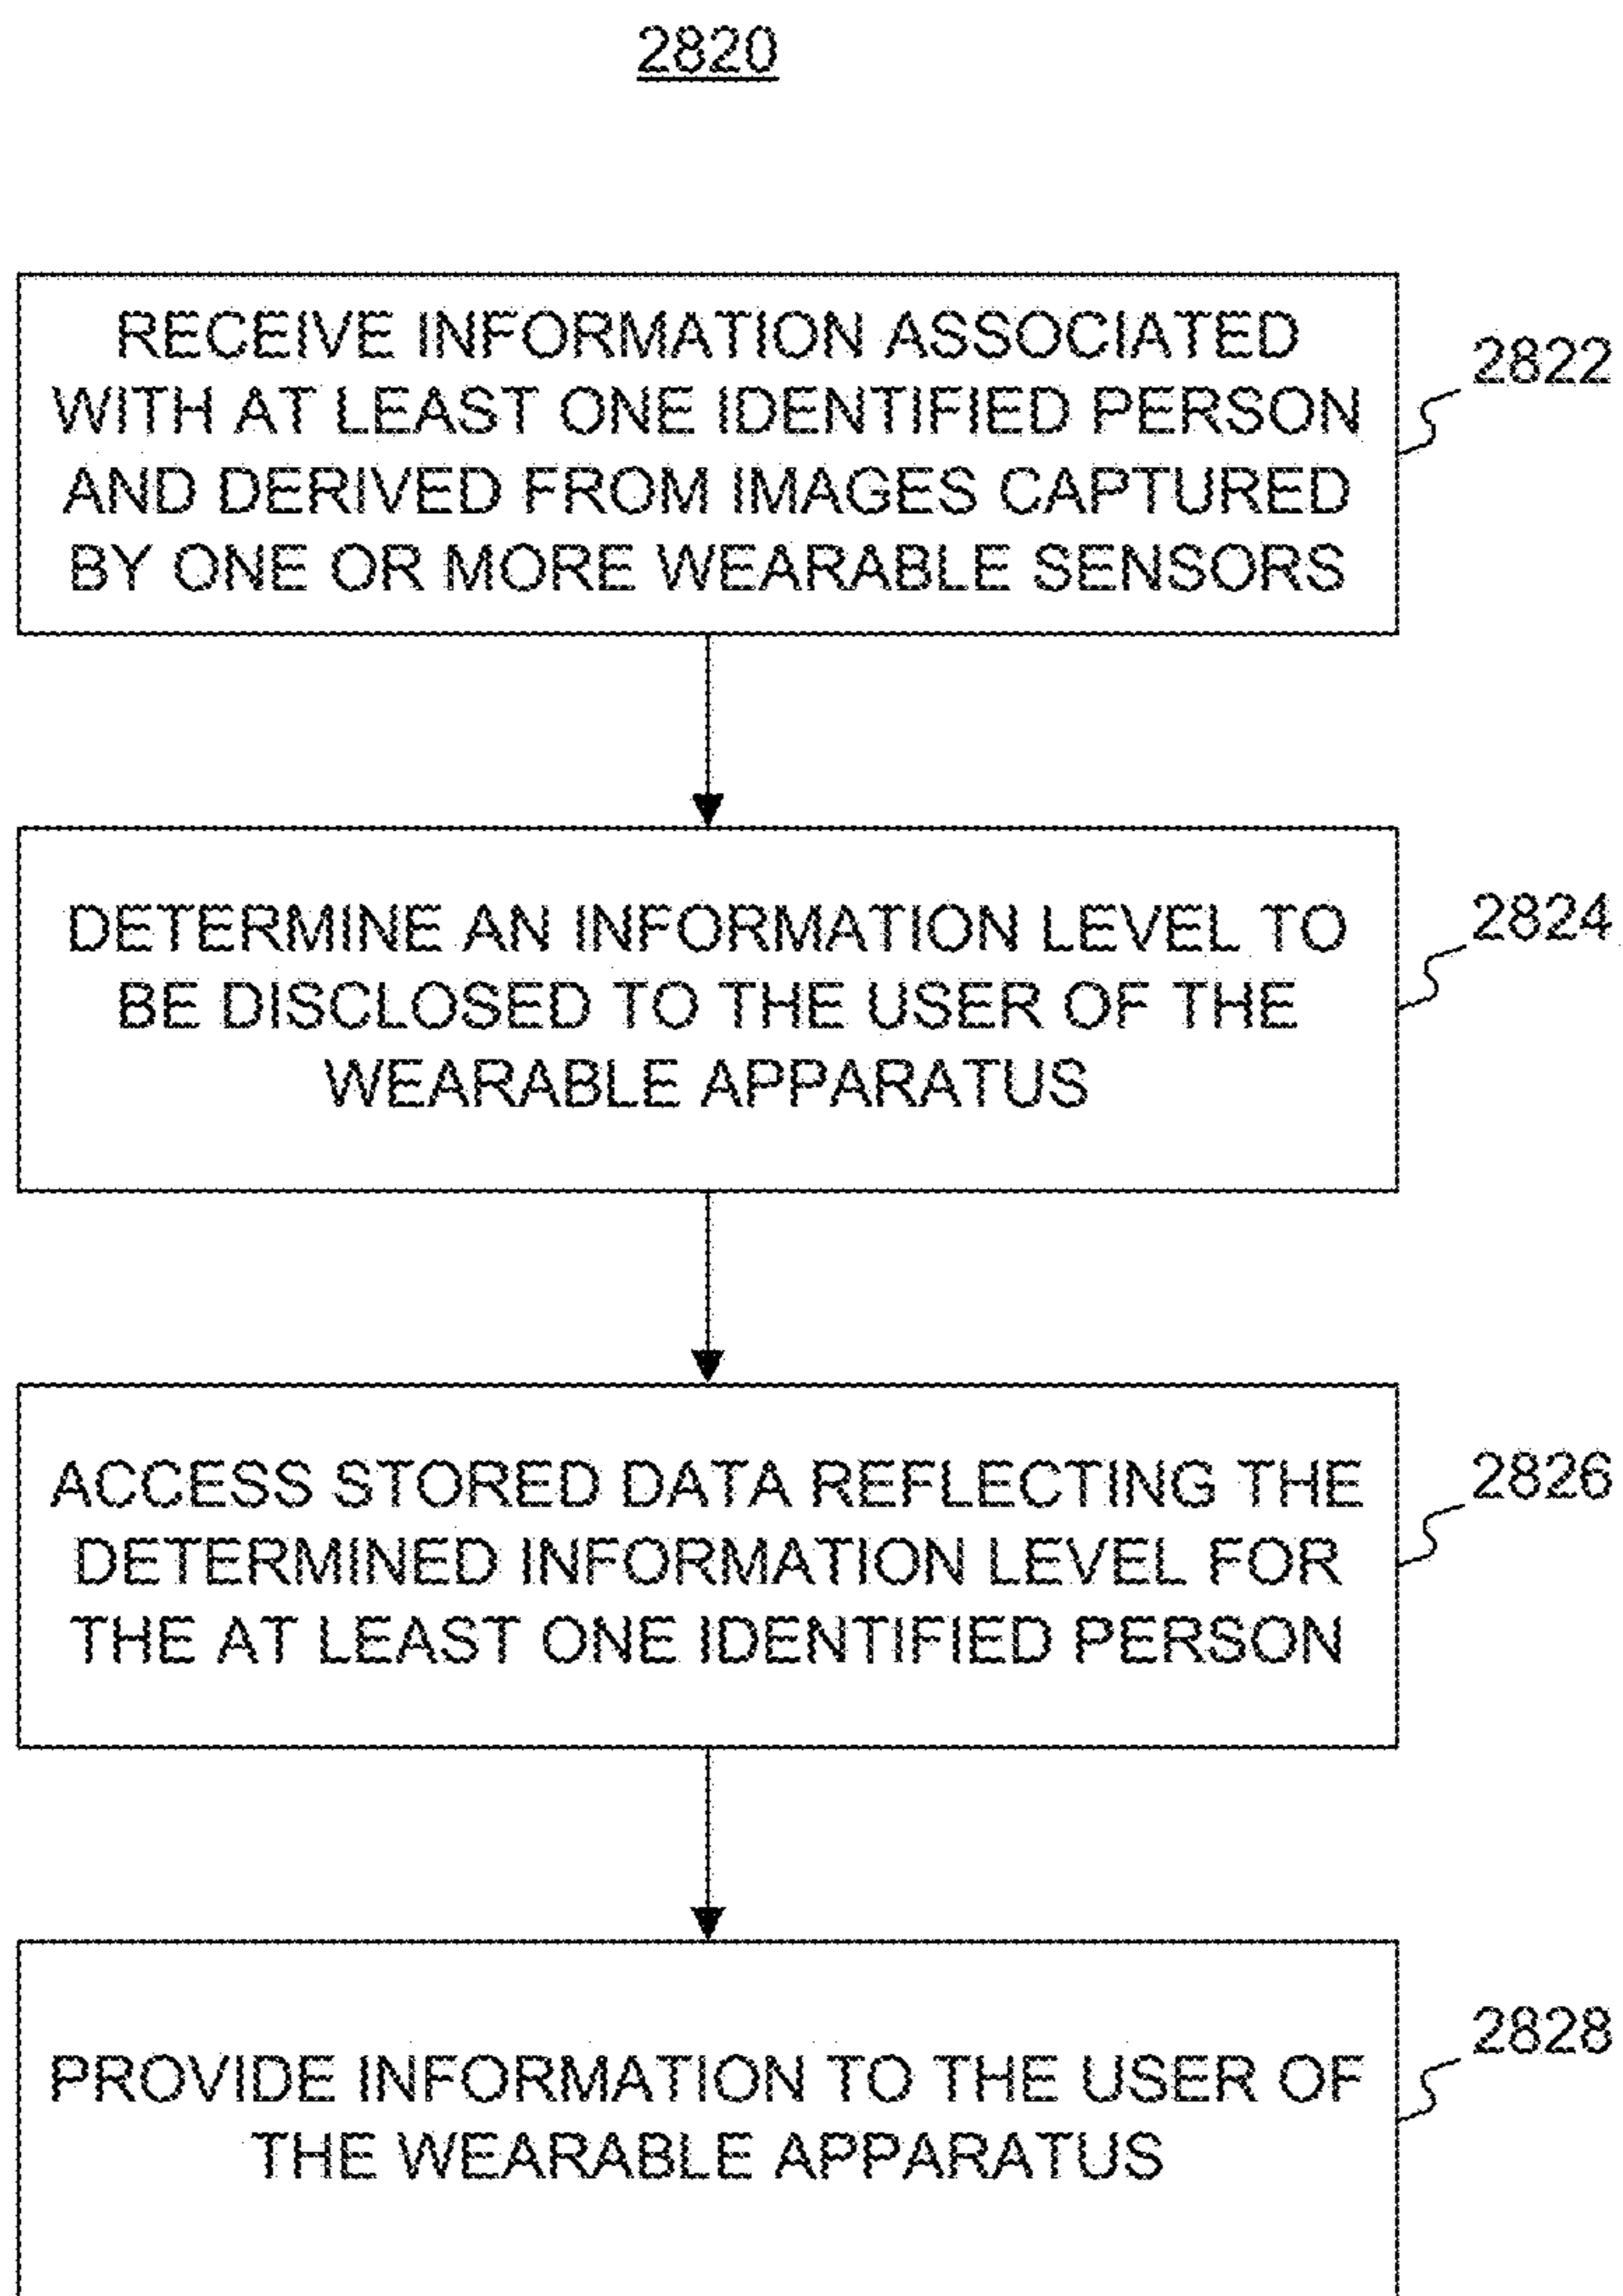 2820
RECEIVE INFORMATION ASSOCIATED
WITH AT LEAST ONE IDENTIFIED PERSON
AND DERIVED FROM IMAGES CAPTURED
BY ONE OR MORE WEARABLE SENSORS
2822
DETERMINE AN INFORMATION LEVEL TO
BE DISCLOSED TO THE USER OF THE
WEARABLE APPARATUS
2824
ACCESS STORED DATA REFLECTING THE
DETERMINED INFORMATION LEVEL FOR
THE AT LEAST ONE IDENTIFIED PERSON
2826
PROVIDE INFORMATION TO THE USER OF
THE WEARABLE APPARATUS
2828